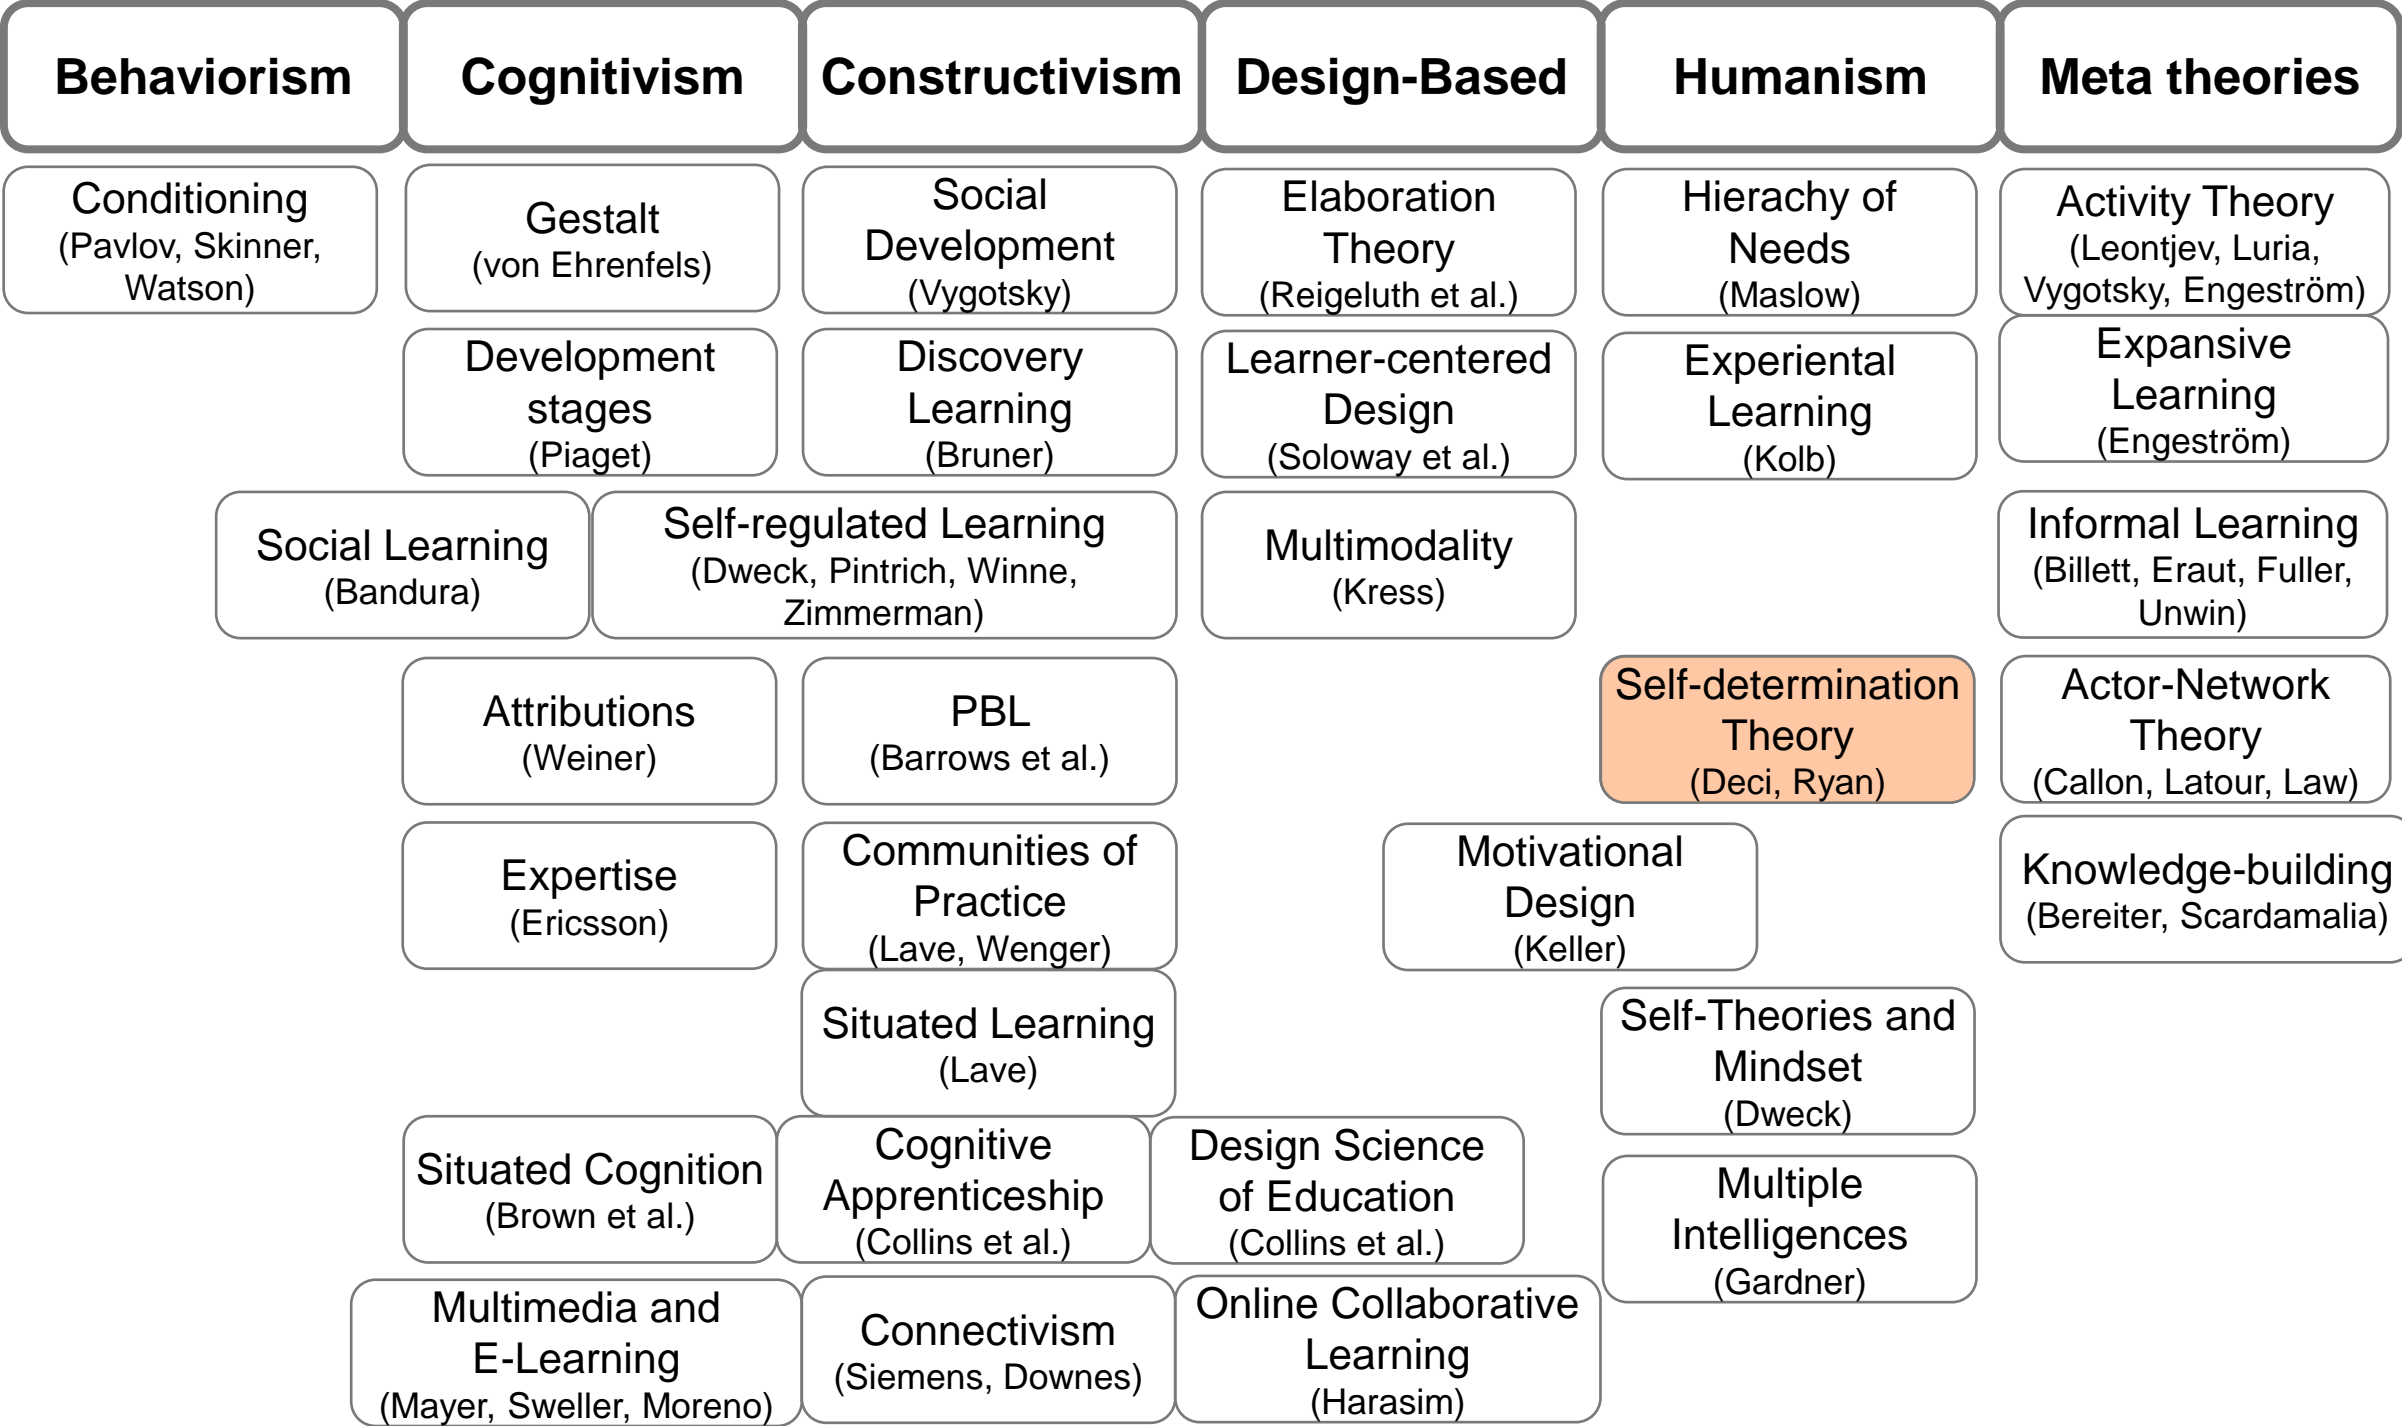 Behaviorism
Cognitivism
Constructivism
Design-Based
Humanism
Meta theories
Conditioning
(Pavlov, Skinner,
Watson)
Gestalt
(von Ehrenfels)
Social
Development
(Vygotsky)
Elaboration
Theory
(Reigeluth et al.)
Hierachy of
Needs
(Maslow)
Activity Theory
(Leontjev, Luria,
Vygotsky, Engeström)
Development
stages
(Piaget)
Discovery
Learning
(Bruner)
Learner-centered
Design
(Soloway et al.)
Experiental
Learning
(Kolb)
Expansive
Learning
(Engeström)
Social Learning
(Bandura)
Self-regulated Learning
(Dweck, Pintrich, Winne,
Zimmerman)
Multimodality
(Kress)
Informal Learning
(Billett, Eraut, Fuller,
Unwin)
Attributions
(Weiner)
PBL
(Barrows et al.)
Self-determination
Theory
(Deci, Ryan)
Actor-Network
Theory
(Callon, Latour, Law)
Expertise
(Ericsson)
Communities of
Practice
(Lave, Wenger)
Motivational
Design
(Keller)
Knowledge-building
(Bereiter, Scardamalia)
Situated Learning
(Lave)
Self-Theories and
Mindset
(Dweck)
Situated Cognition
(Brown et al.)
Cognitive
Apprenticeship
(Collins et al.)
Design Science
of Education
(Collins et al.)
Multiple
Intelligences
(Gardner)
Multimedia and
E-Learning
(Mayer, Sweller, Moreno)
Connectivism
(Siemens, Downes)
Online Collaborative
Learning
(Harasim)